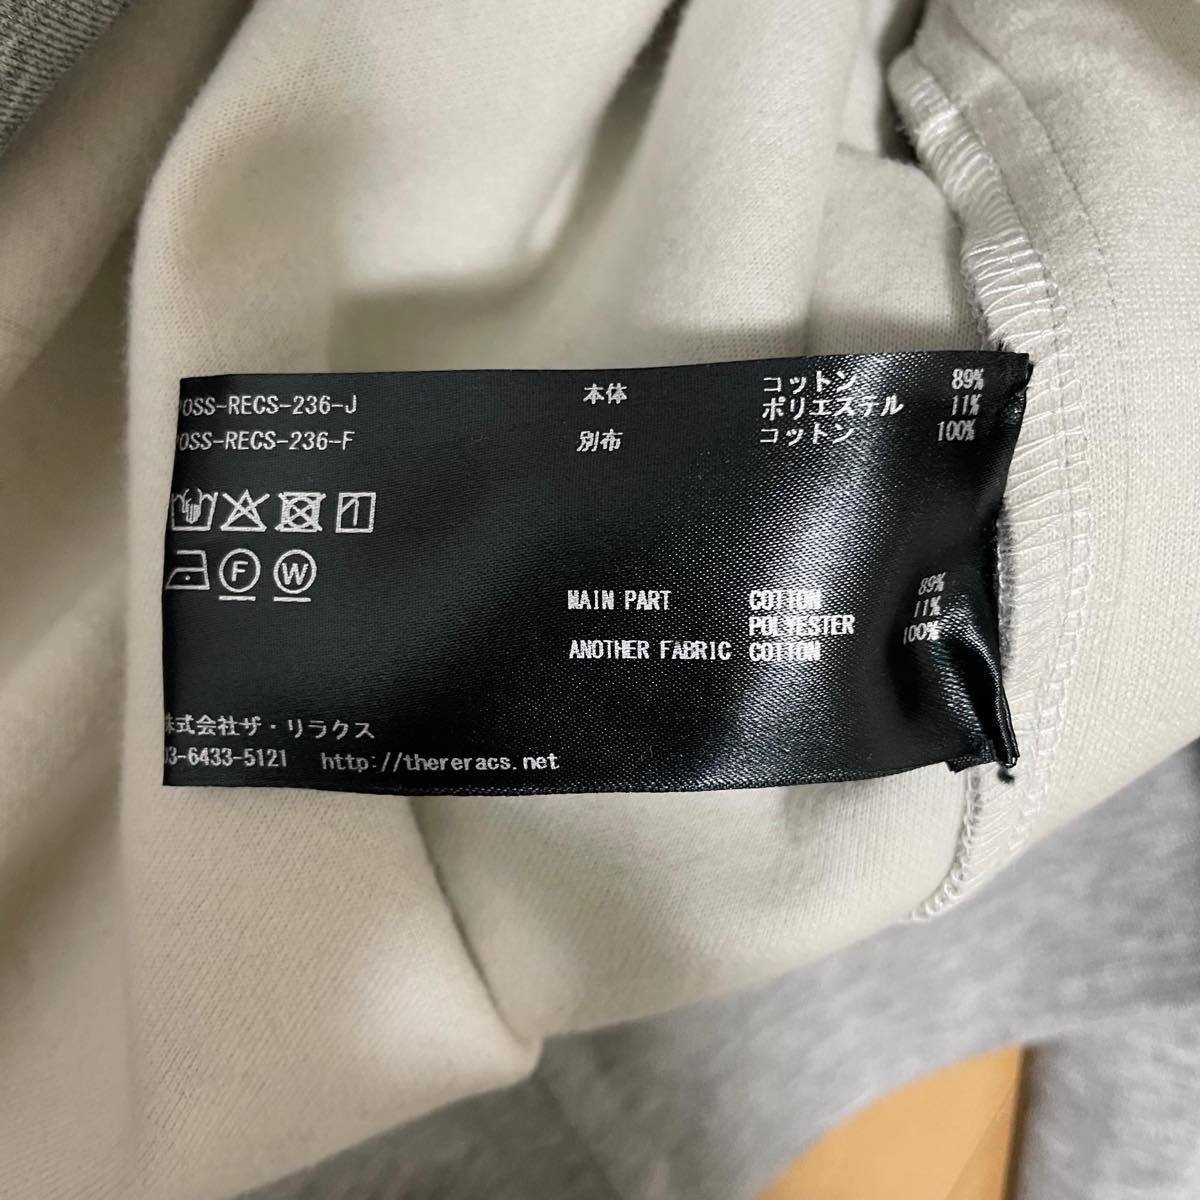 OSS-RECS-236-J
OSS-RECS-236-F
本体 コットン 89%
ポリエステル 11%
別布 コットン 100%
F W
MAIN PART COTTON 89%
POLYESTER 11%
ANOTHER FABRIC COTTON 100%
株式会社ザ・リラクス
03-6433-5121 http://thereracs.net